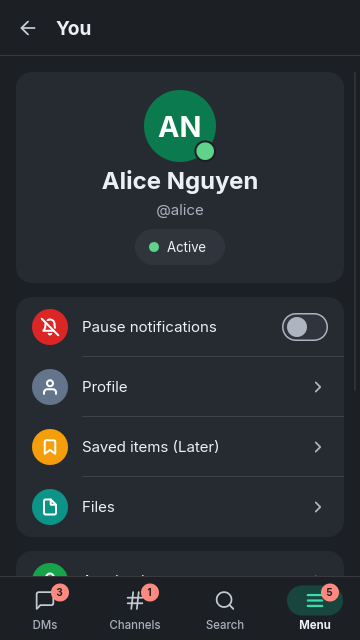 You
AN
Alice Nguyen
@alice
Active
Pause notifications
Profile
Saved items (Later)
Files
3
1
5
DMs
Channels
Search
Menu